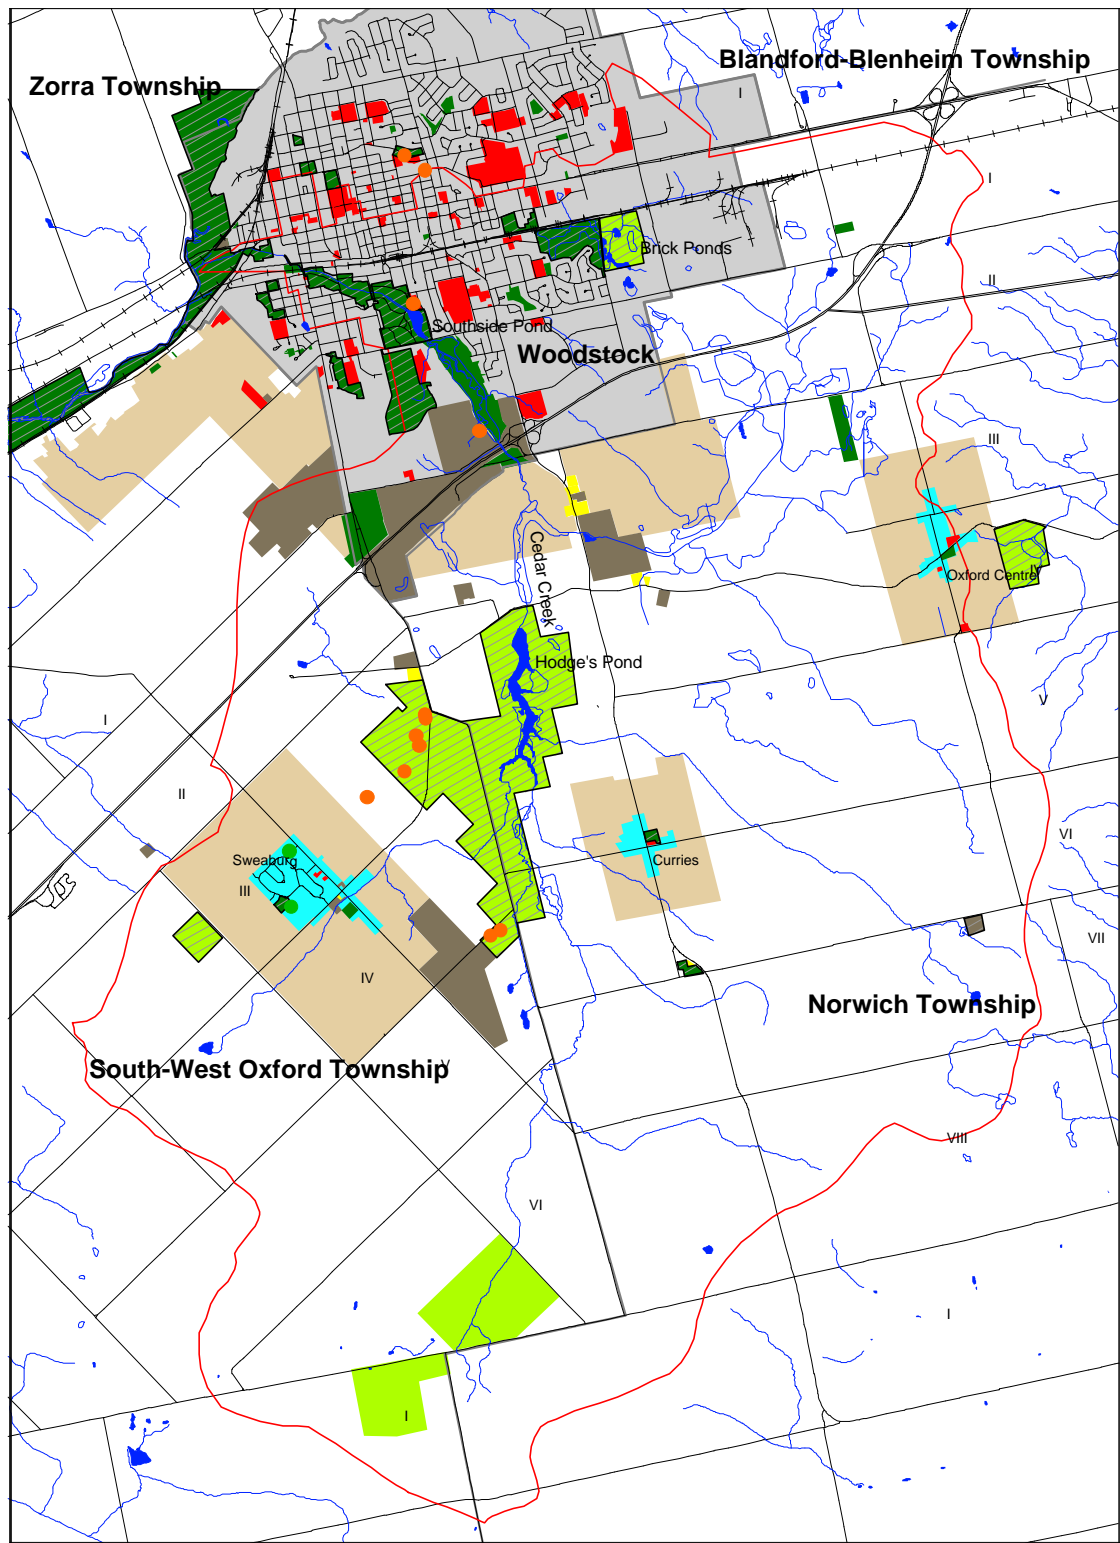 Blandford-Blenheim Township
Zorra Township
I
I
Brick Ponds
II
Southside Pond
Woodstock
III
Cedar Creek
Oxford Centre
IV
Hodge's Pond
V
I
II
VI
Sweaburg
Curries
III
VII
IV
Norwich Township
South-West Oxford Township
V
VIII
VI
I
I